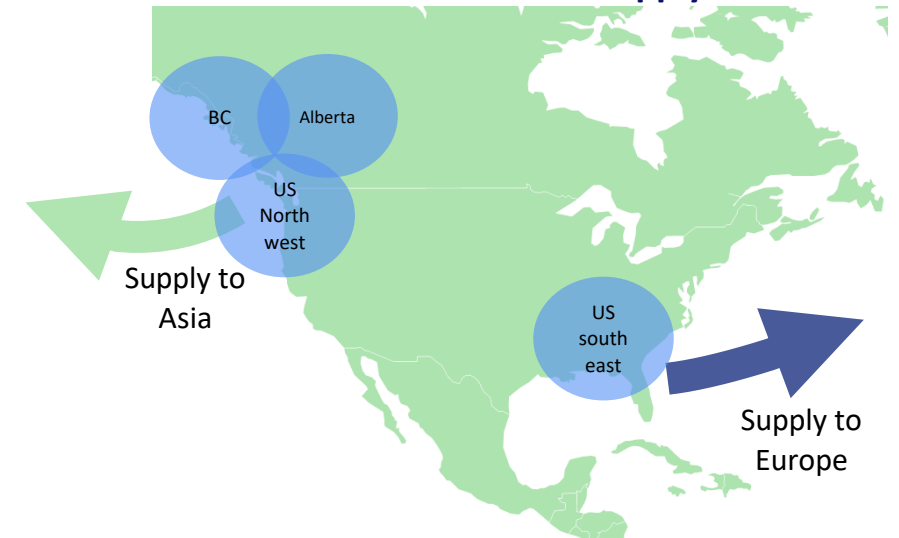 BC
Alberta
US
North
west
Supply to
Asia
US
south
east
Supply to
Europe